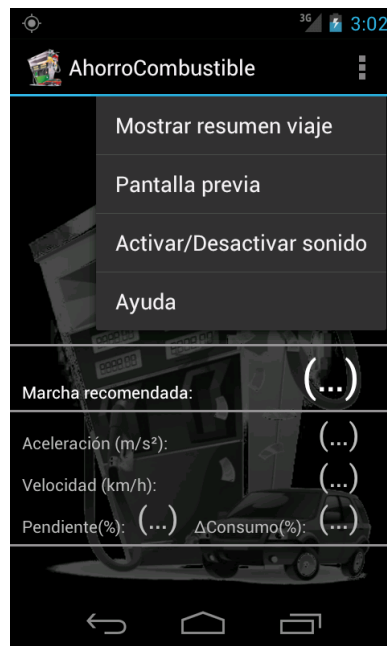 3G 3:02
AhorroCombustible
Mostrar resumen viaje
Pantalla previa
Activar/Desactivar sonido
Ayuda
Marcha recomendada: (...)
Aceleración (m/s²): (...)
Velocidad (km/h): (...)
Pendiente(%): (...) ΔConsumo(%): (...)